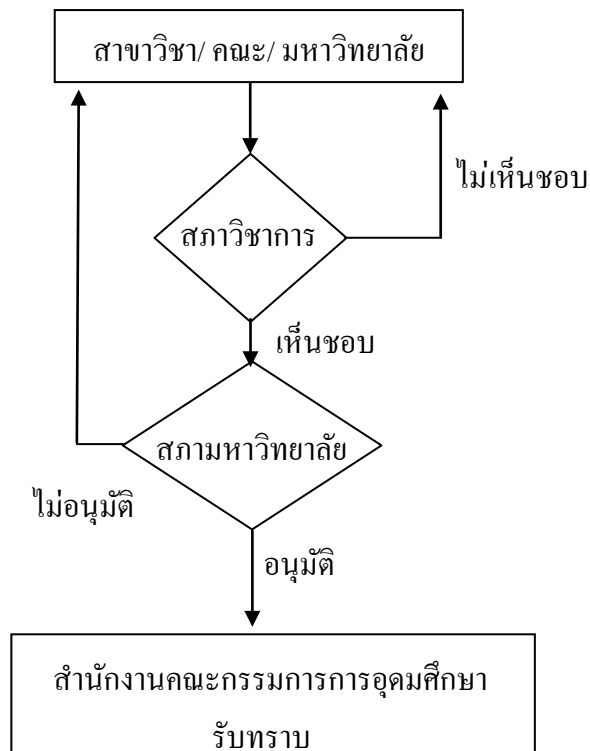 สาขาวิชา/ คณะ/ มหาวิทยาลัย
ไม่เห็นชอบ
สภาวิชาการ
เห็นชอบ
สภามหาวิทยาลัย
ไม่อนุมัติ
อนุมัติ
สำนักงานคณะกรรมการการอุดมศึกษา
รับทราบ